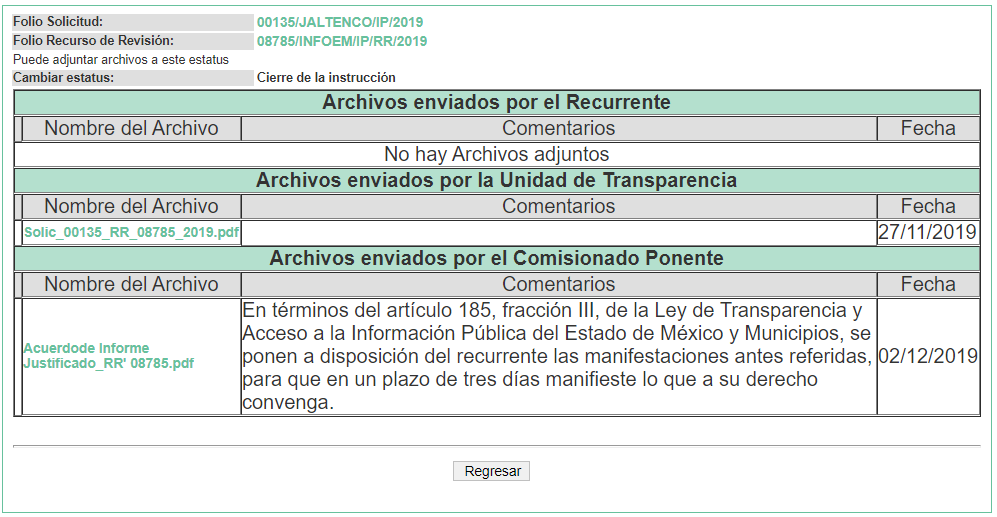 Folio Solicitud: 00135/JALTENCO/IP/2019
Folio Recurso de Revisión: 08785/INFOEM/IP/RR/2019
Puede adjuntar archivos a este estatus
Cambiar estatus: Cierre de la instrucción
Archivos enviados por el Recurrente
Nombre del Archivo Comentarios Fecha
No hay Archivos adjuntos
Archivos enviados por la Unidad de Transparencia
Nombre del Archivo Comentarios Fecha
Solic_00135_RR_08785_2019.pdf 27/11/2019
Archivos enviados por el Comisionado Ponente
Nombre del Archivo Comentarios Fecha
Acuerdode Informe
Justificado_RR' 08785.pdf
En términos del artículo 185, fracción III, de la Ley de Transparencia y
Acceso a la Información Pública del Estado de México y Municipios, se
ponen a disposición del recurrente las manifestaciones antes referidas,
para que en un plazo de tres días manifieste lo que a su derecho
convenga.
02/12/2019
Regresar